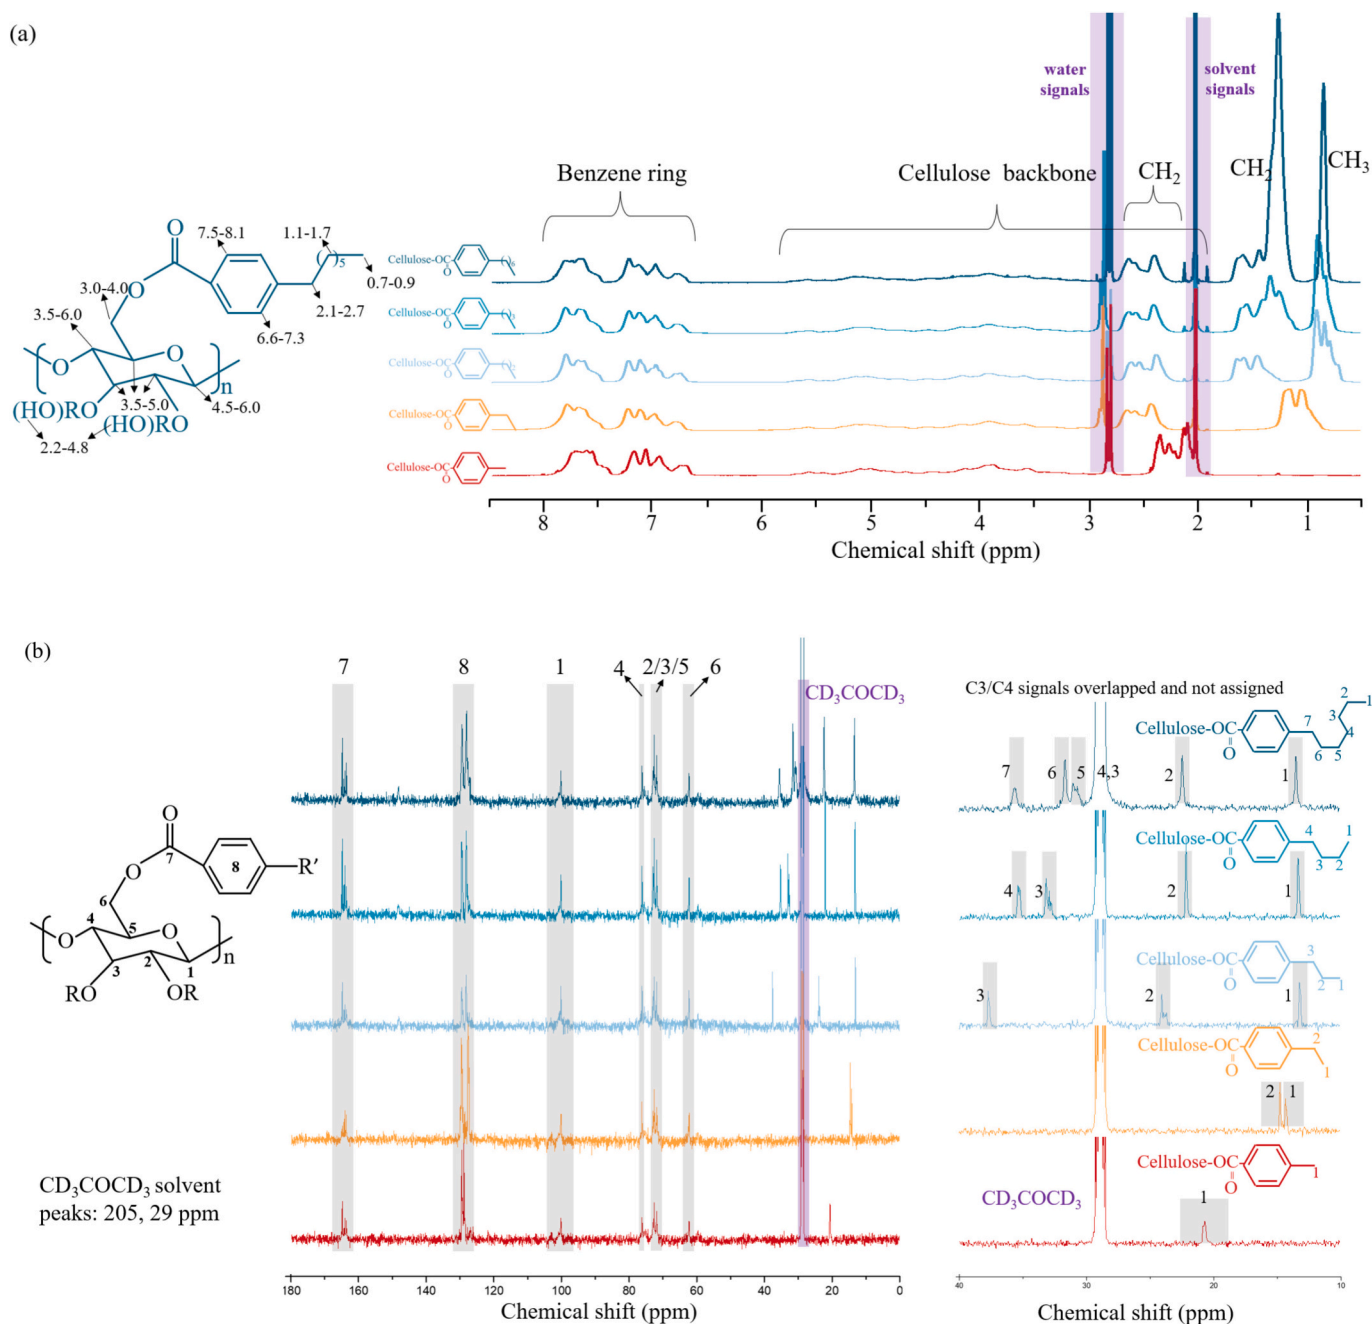 (a)
water
signals
solvent
signals
Benzene ring
Cellulose backbone
CH2
CH2
CH3
O
7.5-8.1
1.1-1.7
( )5
0.7-0.9
3.0-4.0
O
2.1-2.7
3.5-6.0
6.6-7.3
O
O
O
n
(HO)RO
3.5-5.0
(HO)RO
4.5-6.0
2.2-4.8
Cellulose-OC
O
( )6
Cellulose-OC
O
( )3
Cellulose-OC
O
( )2
Cellulose-OC
O
Cellulose-OC
O
8 7 6 5 4 3 2 1
Chemical shift (ppm)
(b)
7 8 1 4 2/3/5 6
CD3COCD3
O
7
8
R'
O
6
4
5
O
O
O
n
3
2
1
RO
OR
CD3COCD3 solvent
peaks: 205, 29 ppm
180 160 140 120 100 80 60 40 20 0
Chemical shift (ppm)
C3/C4 signals overlapped and not assigned
2
1
Cellulose-OC
O
7
3
4
6
5
7 6 5 4,3 2 1
Cellulose-OC
O
4
1
3
2
4 3 2 1
Cellulose-OC
O
3
2
1
3 2 1
Cellulose-OC
O
2
1
2 1
Cellulose-OC
O
1
CD3COCD3
1
40 30 20 10
Chemical shift (ppm)